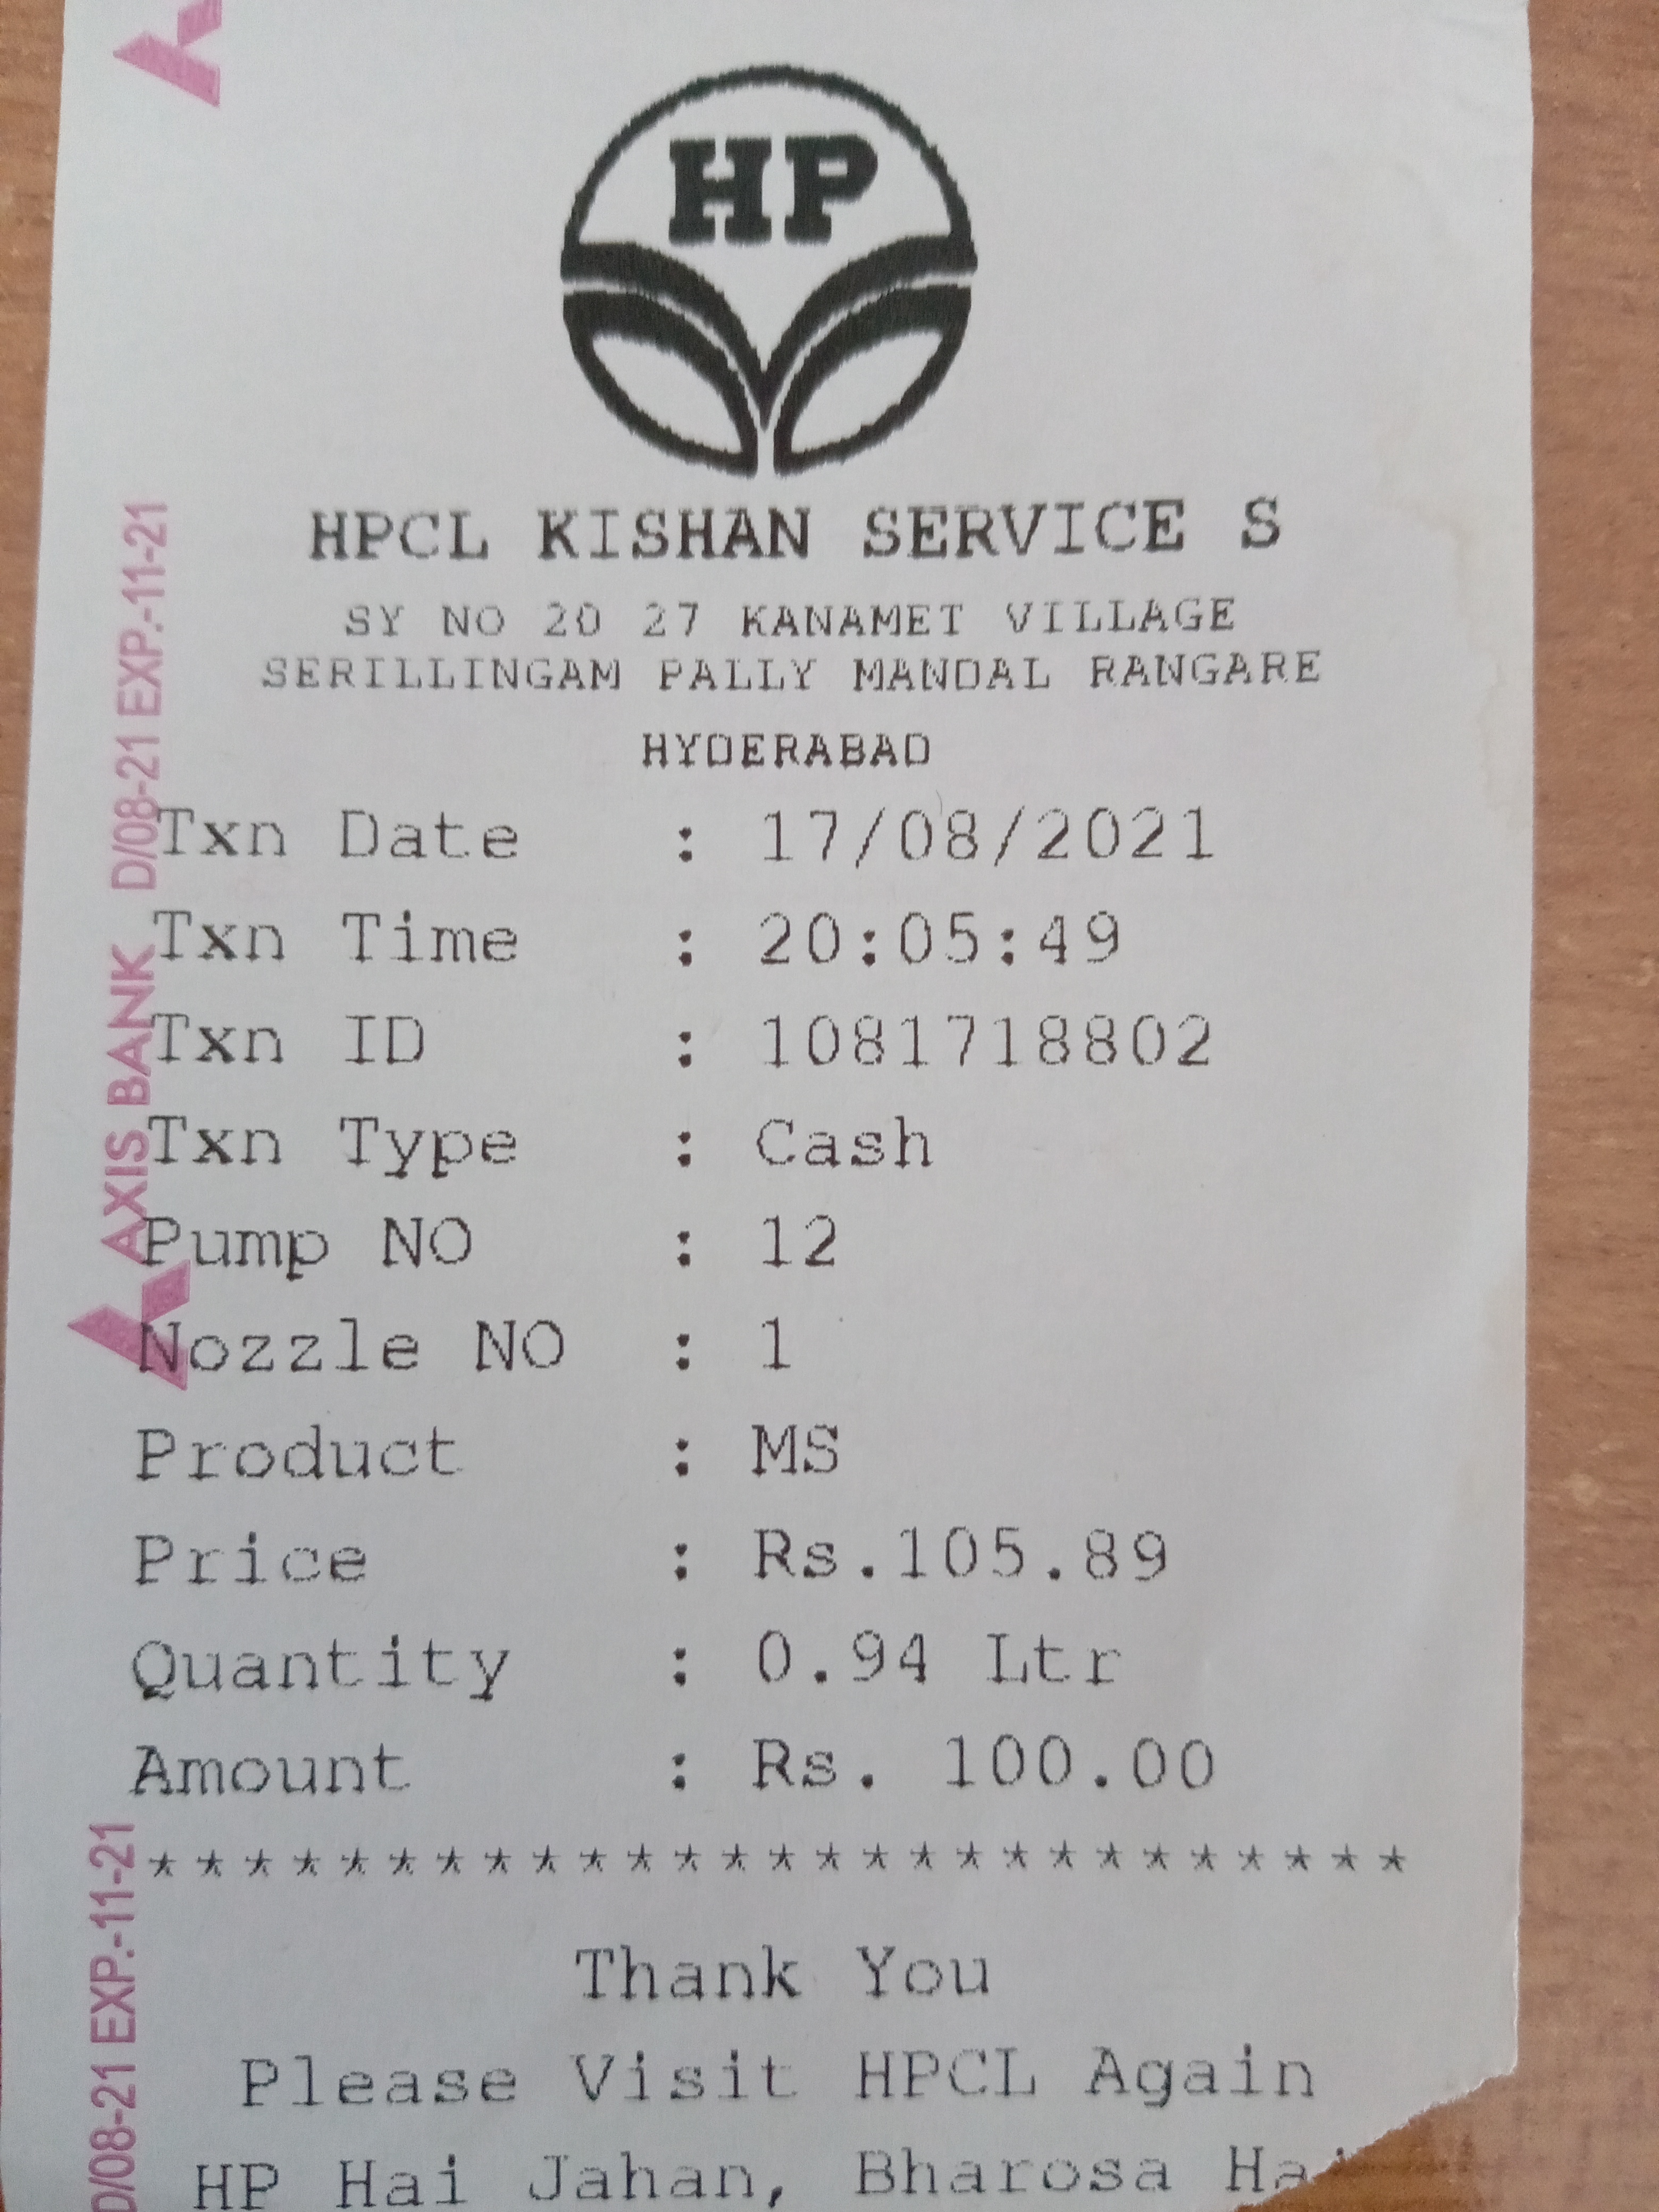 HP
HPCL KISHAN SERVICE S
SY NO 20 27 KANAMET VILLAGE
SERILLINGAM PALLY MANDAL RANGARE
HYDERABAD
Txn Date : 17/08/2021
Txn Time : 20:05:49
Txn ID : 1081718802
Txn Type : Cash
Pump NO : 12
Nozzle NO : 1
Product : MS
Price : Rs.105.89
Quantity : 0.94 Ltr
Amount : Rs. 100.00
***************************
Thank You
Please Visit HPCL Again
HP Hai Jahan, Bharosa Ha
AXIS BANK D/08-21 EXP.-11-21
D/08-21 EXP.-11-21